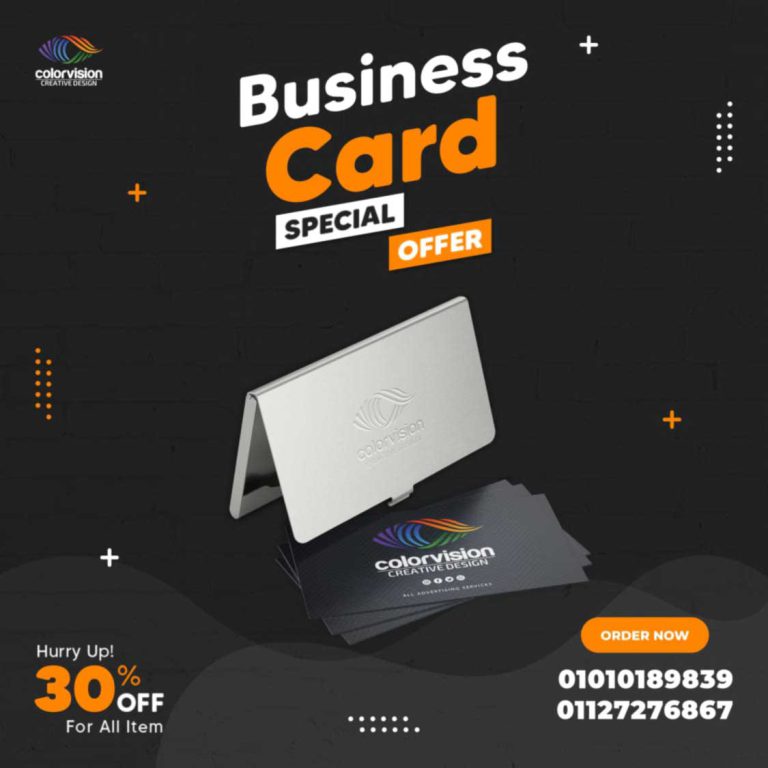 colorvision
CREATIVE DESIGN
Business
Card
SPECIAL
OFFER
colorvision
colorvision
CREATIVE DESIGN
ALL ADVERTISING SERVICES
Hurry Up!
30% OFF
For All Item
ORDER NOW
01010189839
01127276867